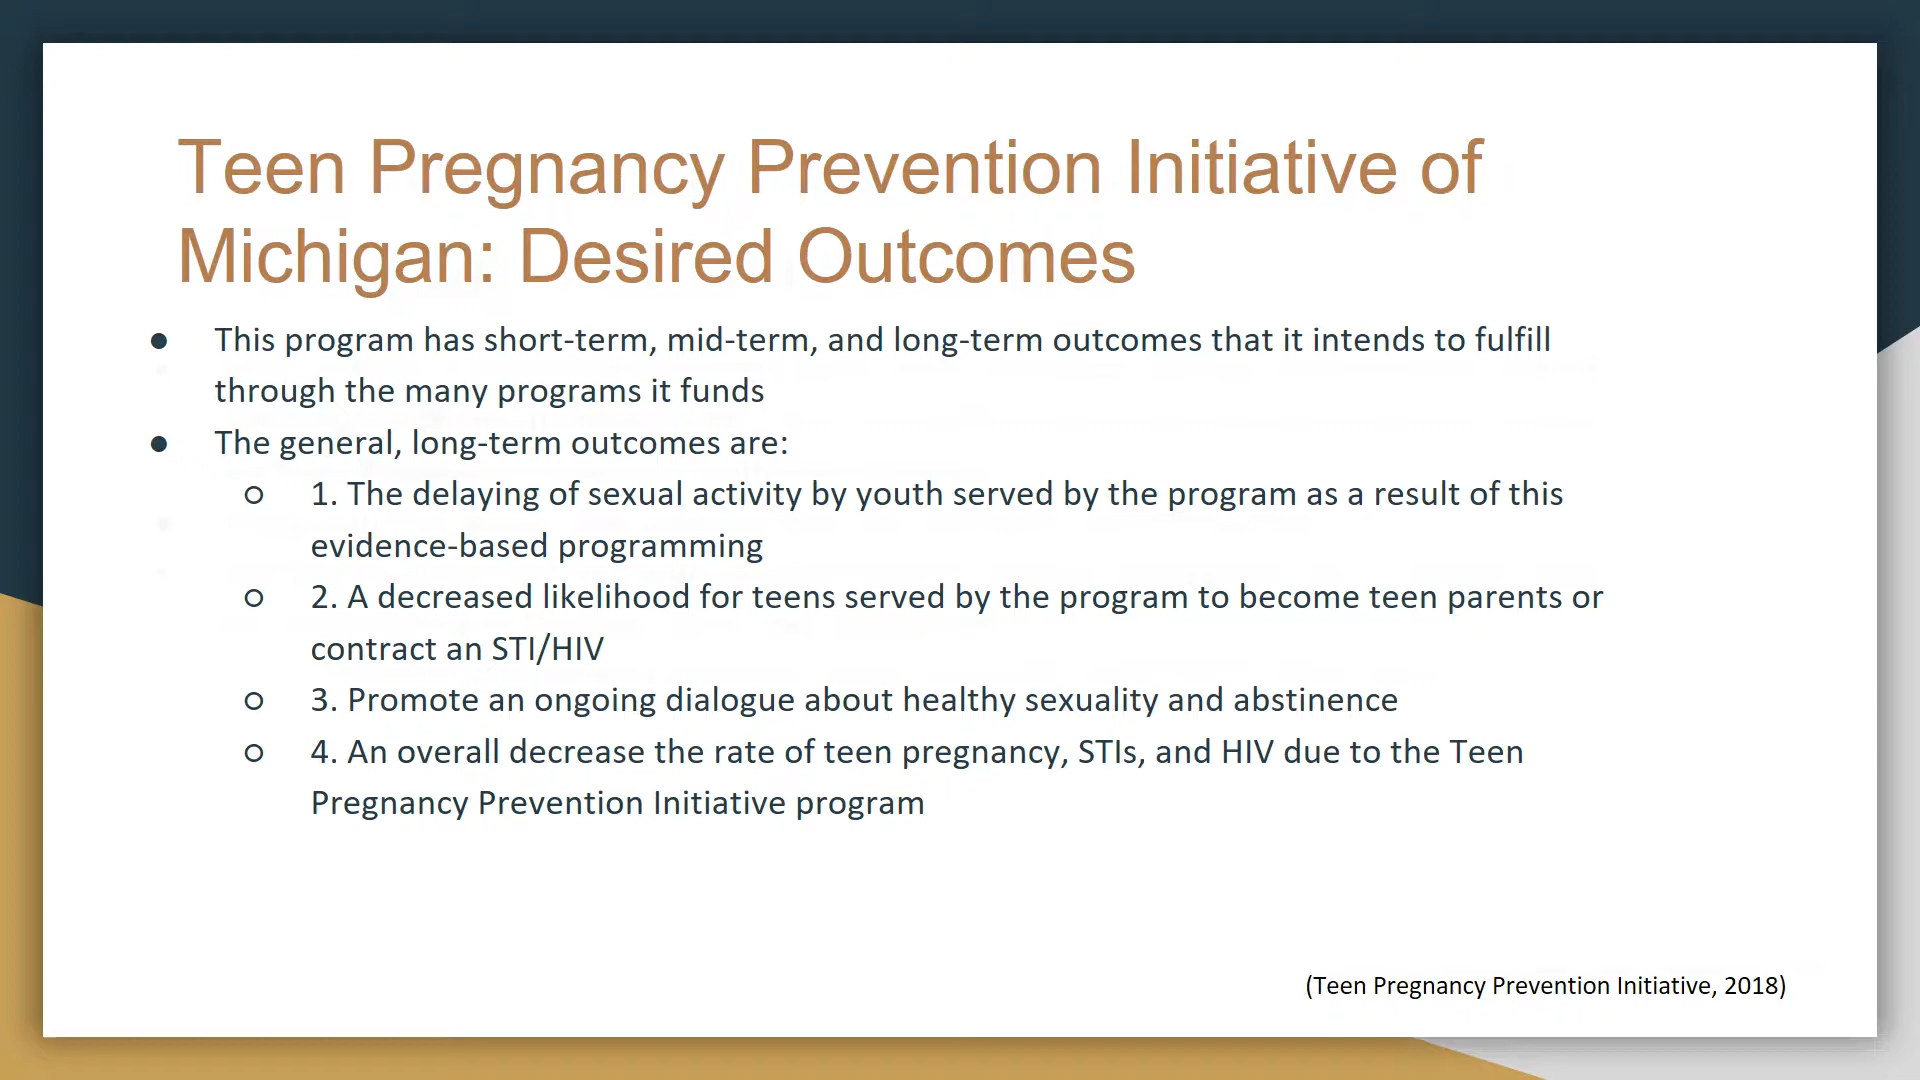 Teen Pregnancy Prevention Initiative of
Michigan: Desired Outcomes
● This program has short-term, mid-term, and long-term outcomes that it intends to fulfill
through the many programs it funds
● The general, long-term outcomes are:
○ 1. The delaying of sexual activity by youth served by the program as a result of this
evidence-based programming
○ 2. A decreased likelihood for teens served by the program to become teen parents or
contract an STI/HIV
○ 3. Promote an ongoing dialogue about healthy sexuality and abstinence
○ 4. An overall decrease the rate of teen pregnancy, STIs, and HIV due to the Teen
Pregnancy Prevention Initiative program
(Teen Pregnancy Prevention Initiative, 2018)